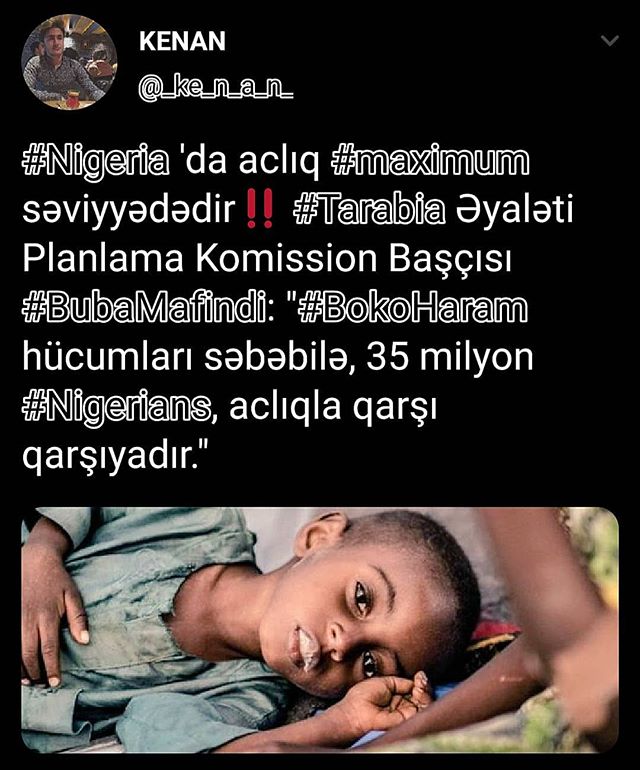 KENAN
@_ke_n_a_n_
#Nigeria 'da aclıq #maximum
səviyyədədir‼️ #Tarabia Əyaləti
Planlama Komission Başçısı
#BubaMafindi: "#BokoHaram
hücumları səbəbilə, 35 milyon
#Nigerians, aclıqla qarşı
qarşıyadır."